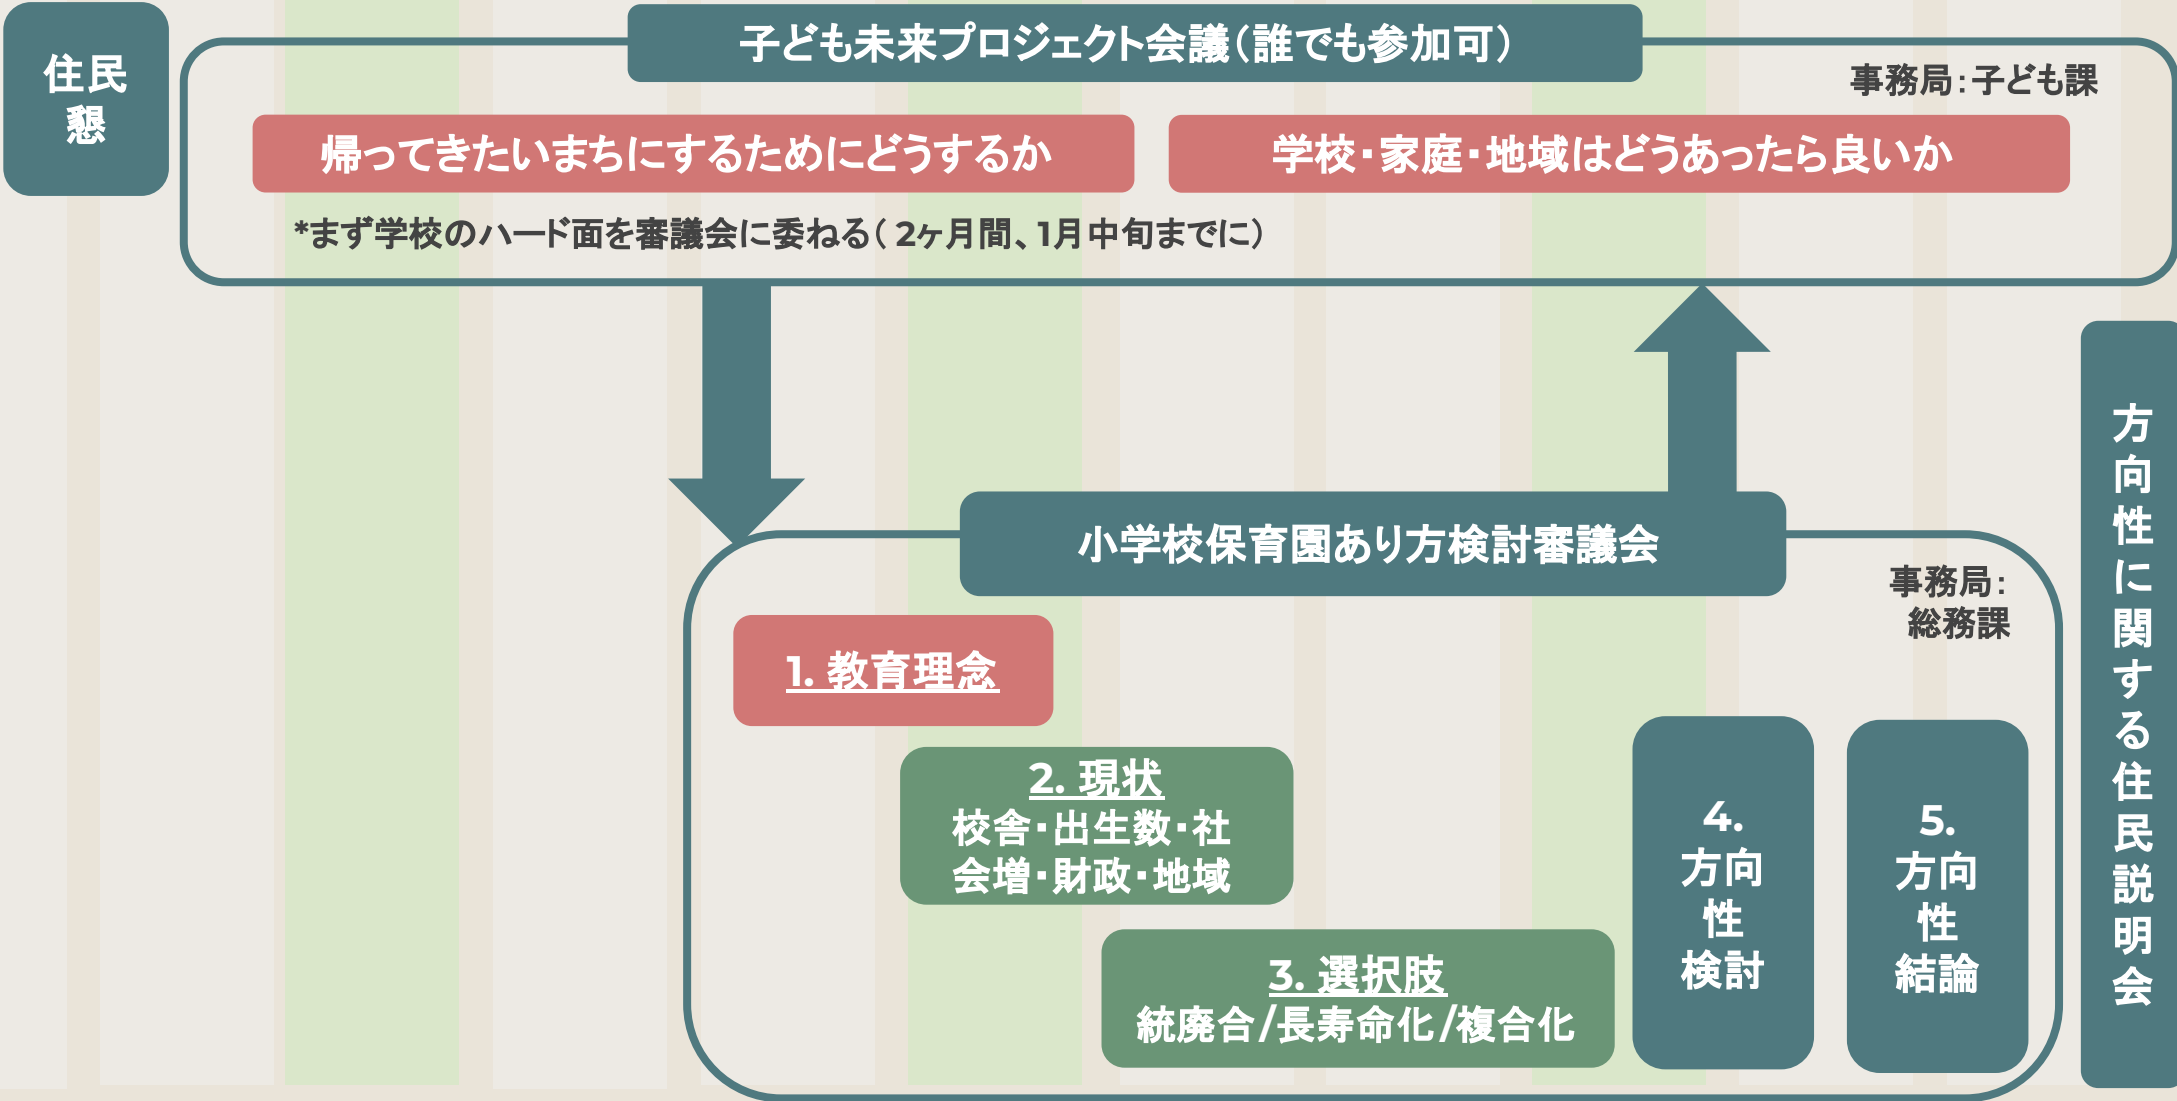 住民
懇
子ども未来プロジェクト会議（誰でも参加可）
事務局：子ども課
帰ってきたいまちにするためにどうするか
学校・家庭・地域はどうあったら良いか
*まず学校のハード面を審議会に委ねる（2ヶ月間、1月中旬までに）
小学校保育園あり方検討審議会
事務局：
総務課
1. 教育理念
2. 現状
校舎・出生数・社
会増・財政・地域
3. 選択肢
統廃合/長寿命化/複合化
4.
方向
性
検討
5.
方向
性
結論
方向性に関する住民説明会